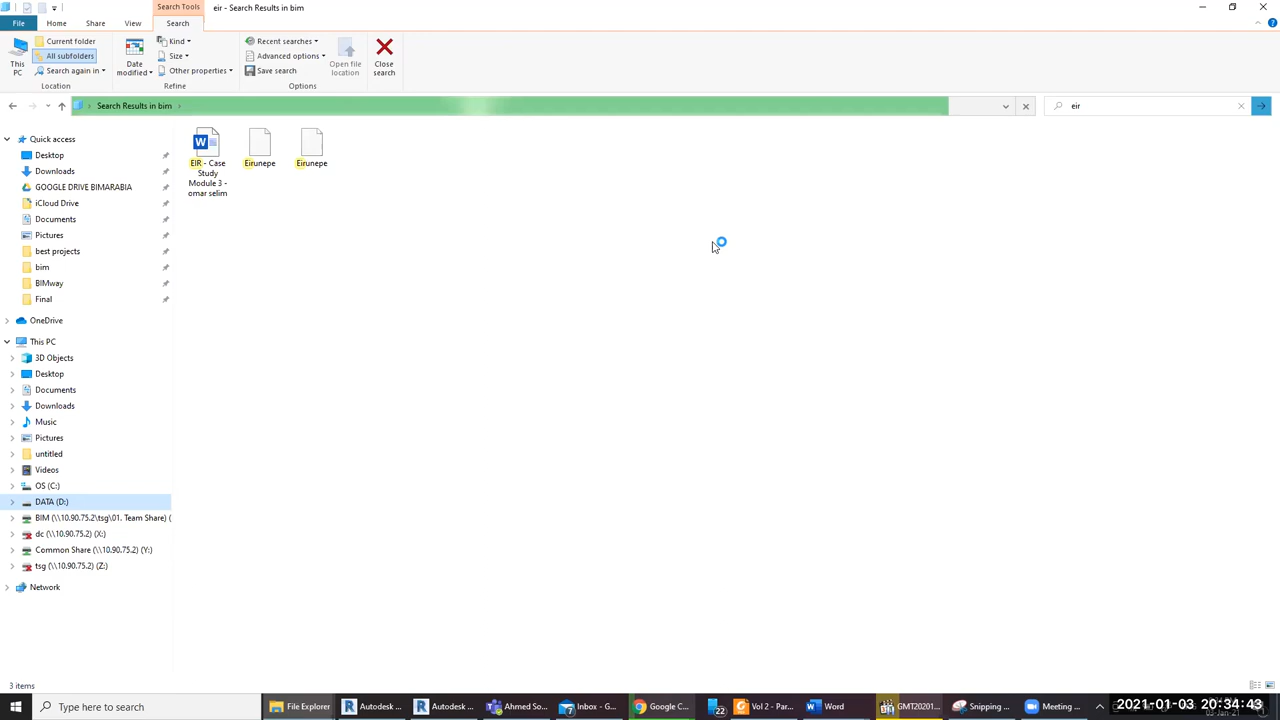 Search Tools
eir - Search Results in bim
File
Home
Share
View
Search
This PC
Current folder
All subfolders
Search again in
Location
Date modified
Kind
Size
Other properties
Refine
Recent searches
Advanced options
Save search
Options
Open file location
Close search
Search Results in bim
eir
Quick access
Desktop
Downloads
GOOGLE DRIVE BIMARABIA
iCloud Drive
Documents
Pictures
best projects
bim
BIMway
Final
OneDrive
This PC
3D Objects
Desktop
Documents
Downloads
Music
Pictures
untitled
Videos
OS (C:)
DATA (D:)
BIM (\\10.90.75.2\tsg\01. Team Share) (
dc (\\10.90.75.2) (X:)
Common Share (\\10.90.75.2) (Y:)
tsg (\\10.90.75.2) (Z:)
Network
EIR - Case
Study
Module 3 -
omar selim
Eirunepe
Eirunepe
3 items
Type here to search
File Explorer
Autodesk ...
Autodesk ...
Ahmed So...
7
Inbox - G...
Google C...
22
Vol 2 - Par...
Word
GMT20201...
Snipping ...
Meeting ...
2021-01-03 20:34:43